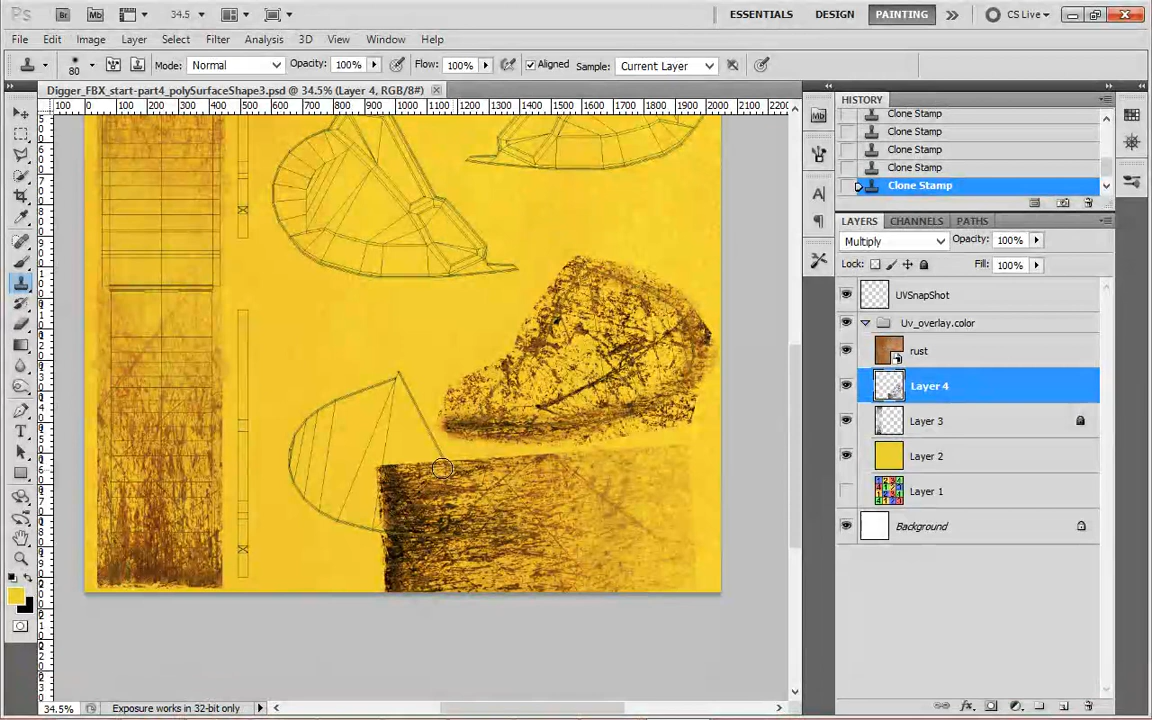 Ps Br Mb 34.5 ESSENTIALS DESIGN PAINTING CS Live
File Edit Image Layer Select Filter Analysis 3D View Window Help
80 Mode: Normal Opacity: 100% Flow: 100% Aligned Sample: Current Layer
Digger_FBX_start-part4_polySurfaceShape3.psd @ 34.5% (Layer 4, RGB/8#)
100 0 100 200 300 400 500 600 700 800 900 1000 1100 1200 1300 1400 1500 1600 1700 1800 1900 2000 2100 2200
HISTORY
Mb
Clone Stamp
Clone Stamp
Clone Stamp
Clone Stamp
Clone Stamp
LAYERS CHANNELS PATHS
Multiply Opacity: 100%
Lock: Fill: 100%
UVSnapShot
Uv_overlay.color
rust
Layer 4
Layer 3
Layer 2
Layer 1
Background
34.5% Exposure works in 32-bit only